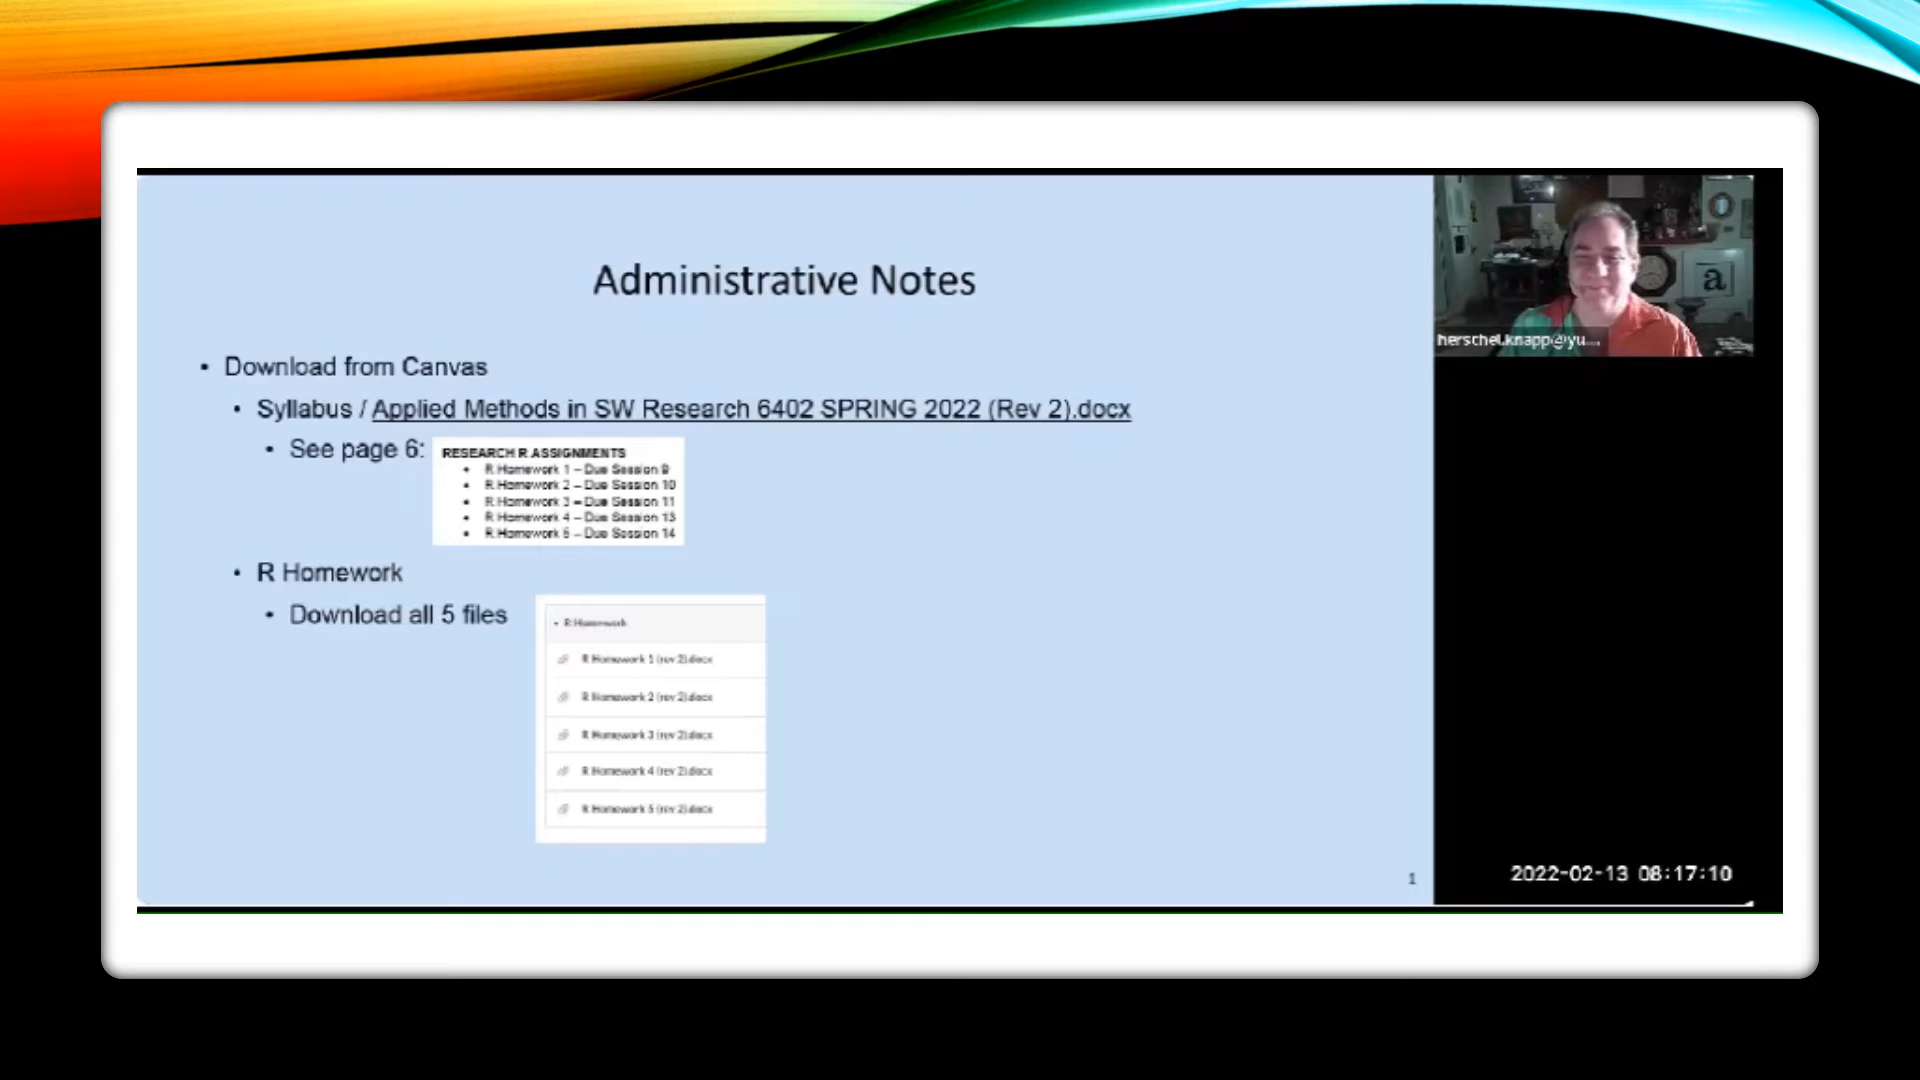 Administrative Notes
• Download from Canvas
• Syllabus / Applied Methods in SW Research 6402 SPRING 2022 (Rev 2).docx
• See page 6:
RESEARCH R ASSIGNMENTS
• R Homework 1 – Due Session 9
• R Homework 2 – Due Session 10
• R Homework 3 – Due Session 11
• R Homework 4 – Due Session 13
• R Homework 5 – Due Session 14
• R Homework
• Download all 5 files
R Homework
R Homework 1 (rev 2).docx
R Homework 2 (rev 2).docx
R Homework 3 (rev 2).docx
R Homework 4 (rev 2).docx
R Homework 5 (rev 2).docx
1
a
herschel.knapp@yu...
2022-02-13 08:17:10